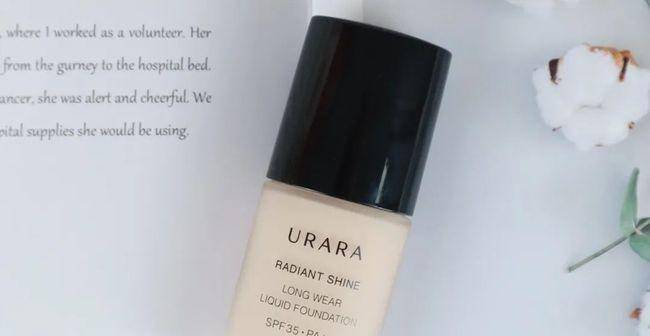 , where I worked as a volunteer. Her
from the gurney to the hospital bed.
ancer, she was alert and cheerful. We
pital supplies she would be using.
URARA
RADIANT SHINE
LONG WEAR
LIQUID FOUNDATION
SPF35·PA